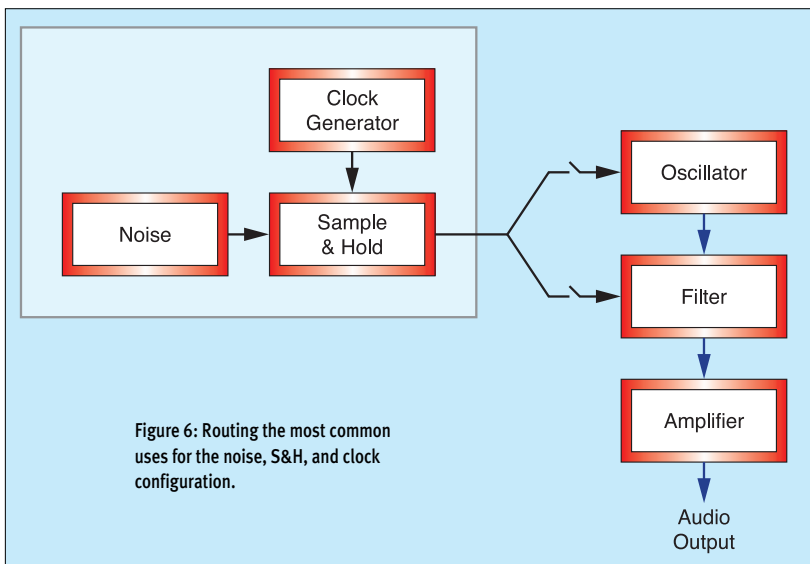 Clock
Generator
Noise
Sample
& Hold
Oscillator
Filter
Amplifier
Audio
Output
Figure 6: Routing the most common
uses for the noise, S&H, and clock
configuration.